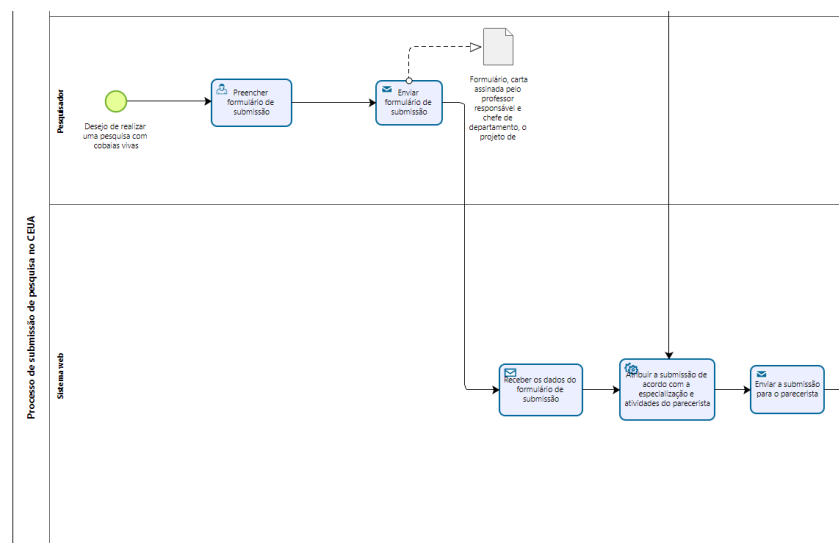 Processo de submissão de pesquisa no CEUA
Pesquisador
Desejo de realizar
uma pesquisa com
cobaias vivas
Preencher
formulário de
submissão
Enviar
formulário de
submissão
Formulário, carta
assinada pelo
professor
responsável e
chefe de
departamento, o
projeto de
Sistema web
Receber os dados do
formulário de
submissão
Atribuir a submissão de
acordo com a
especialização e
atividades do parecerista
Enviar a submissão
para o parecerista